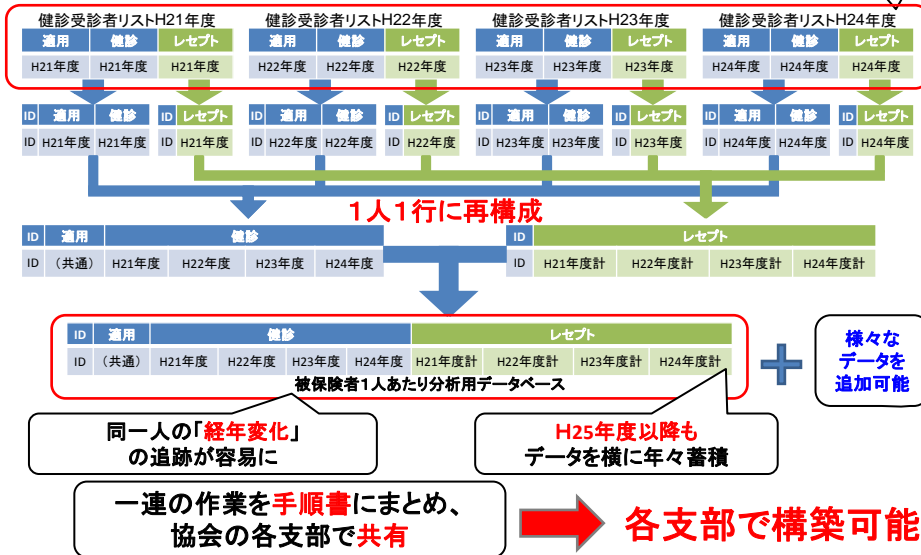 健診受診者リストH21年度 健診受診者リストH22年度 健診受診者リストH23年度 健診受診者リストH24年度
適用 健診 レセプト 適用 健診 レセプト 適用 健診 レセプト 適用 健診 レセプト
H21年度 H21年度 H21年度 H22年度 H22年度 H22年度 H23年度 H23年度 H23年度 H24年度 H24年度 H24年度
ID 適用 健診 ID レセプト ID 適用 健診 ID レセプト ID 適用 健診 ID レセプト ID 適用 健診 ID レセプト
ID H21年度 H21年度 ID H21年度 ID H22年度 H22年度 ID H22年度 ID H23年度 H23年度 ID H23年度 ID H24年度 H24年度 ID H24年度
1人1行に再構成
ID 適用 健診 ID レセプト
ID (共通) H21年度 H22年度 H23年度 H24年度 ID H21年度計 H22年度計 H23年度計 H24年度計
ID 適用 健診 レセプト
ID (共通) H21年度 H22年度 H23年度 H24年度 H21年度計 H22年度計 H23年度計 H24年度計
被保険者1人あたり分析用データベース
様々な
データを
追加可能
同一人の「経年変化」
の追跡が容易に
H25年度以降も
データを横に年々蓄積
一連の作業を手順書にまとめ、
協会の各支部で共有
各支部で構築可能